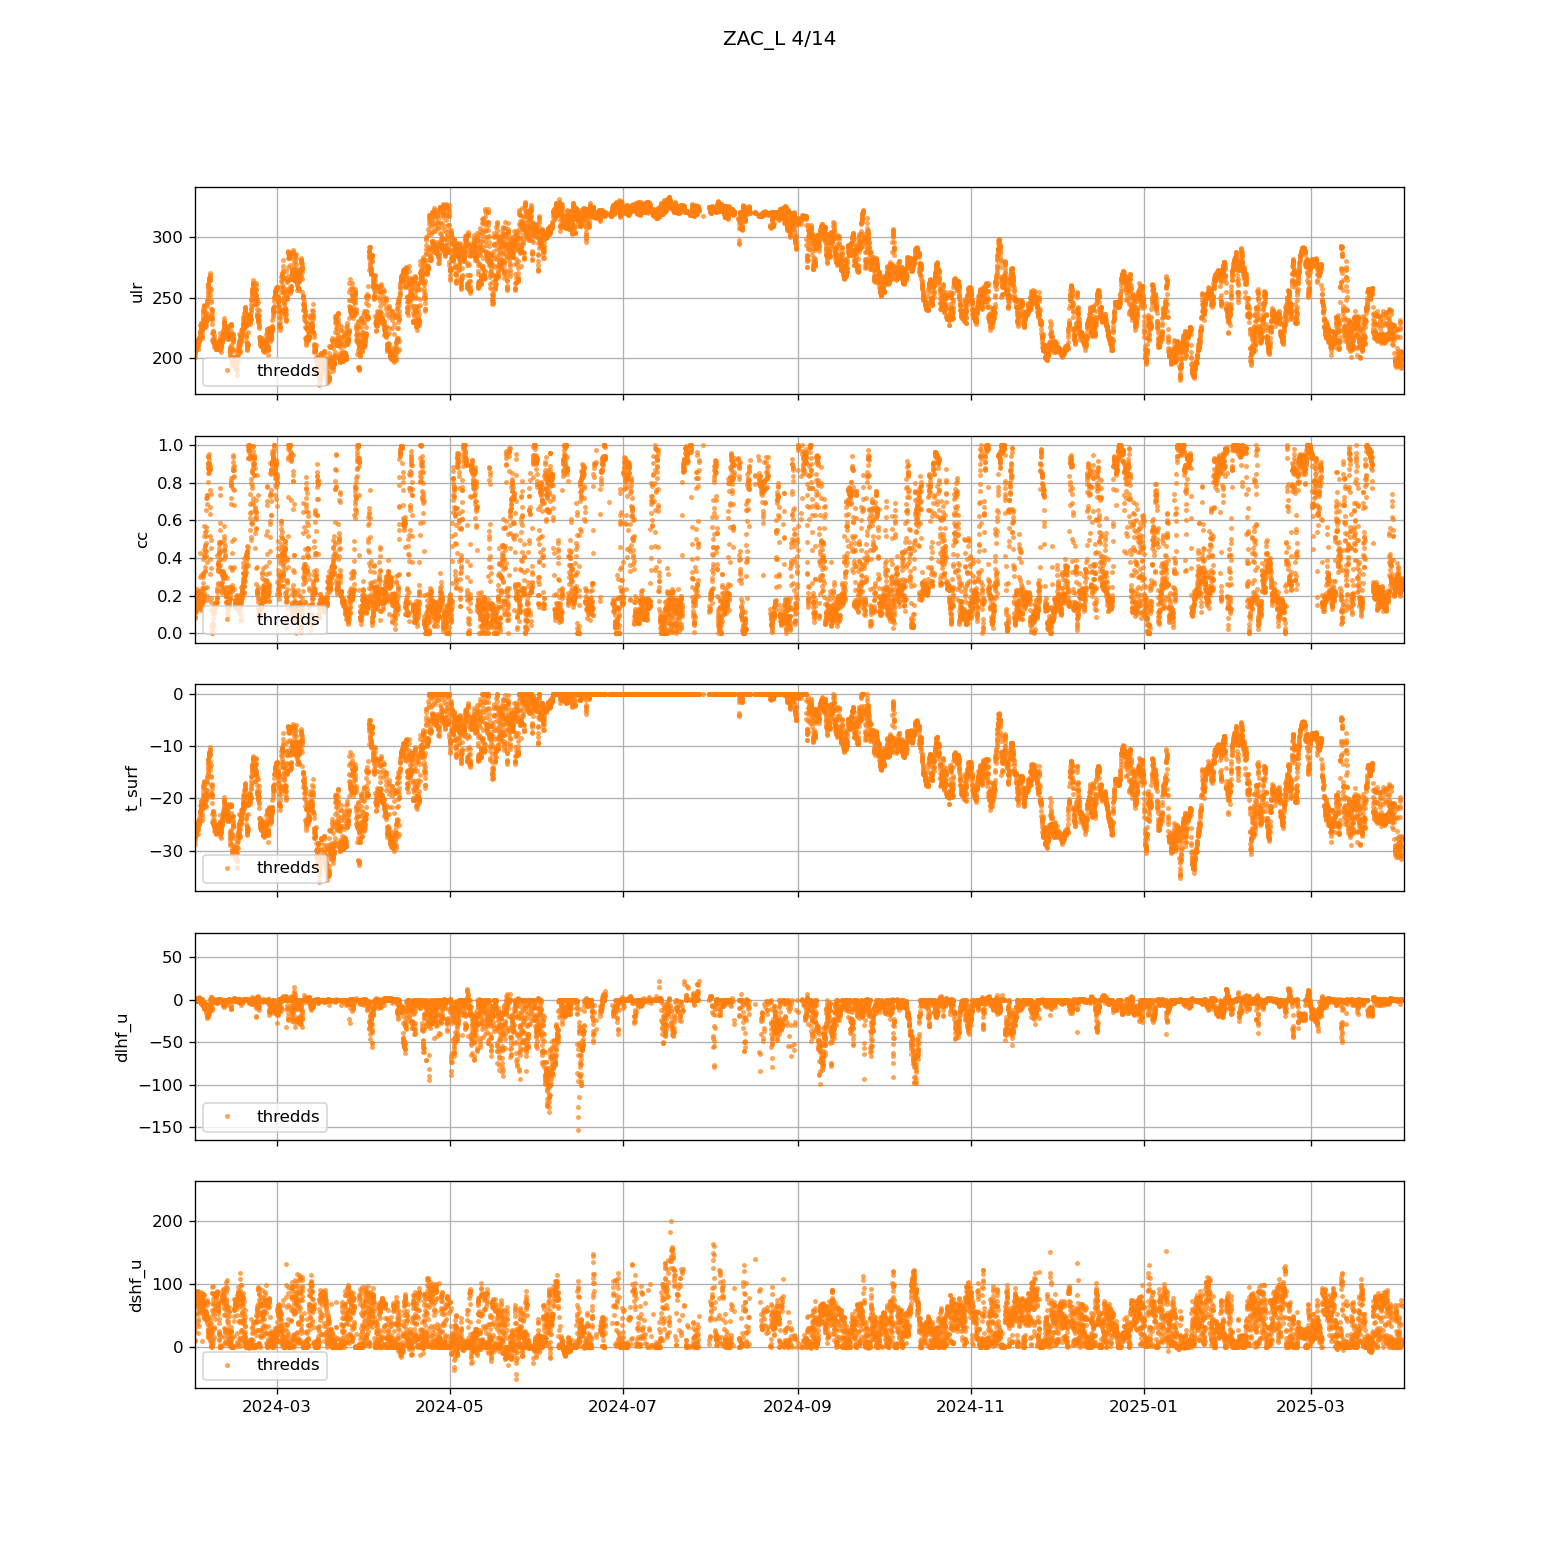 ZAC_L 4/14
300
250
200
ulr
thredds
1.0
0.8
0.6
0.4
0.2
0.0
cc
thredds
0
−10
−20
−30
t_surf
thredds
50
0
−50
−100
−150
dlhf_u
thredds
200
100
0
dshf_u
thredds
2024-03 2024-05 2024-07 2024-09 2024-11 2025-01 2025-03